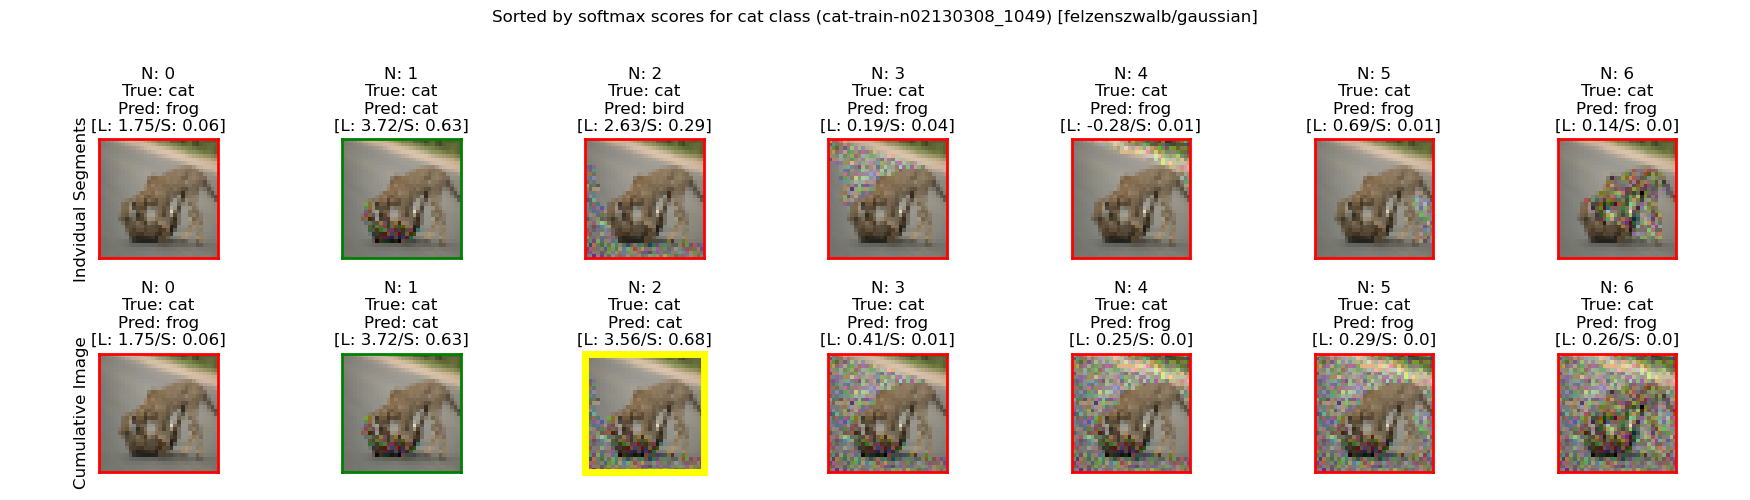 Sorted by softmax scores for cat class (cat-train-n02130308_1049) [felzenszwalb/gaussian]
Indvidual Segments
N: 0
True: cat
Pred: frog
[L: 1.75/S: 0.06]
N: 1
True: cat
Pred: cat
[L: 3.72/S: 0.63]
N: 2
True: cat
Pred: bird
[L: 2.63/S: 0.29]
N: 3
True: cat
Pred: frog
[L: 0.19/S: 0.04]
N: 4
True: cat
Pred: frog
[L: -0.28/S: 0.01]
N: 5
True: cat
Pred: frog
[L: 0.69/S: 0.01]
N: 6
True: cat
Pred: frog
[L: 0.14/S: 0.0]
Cumulative Image
N: 0
True: cat
Pred: frog
[L: 1.75/S: 0.06]
N: 1
True: cat
Pred: cat
[L: 3.72/S: 0.63]
N: 2
True: cat
Pred: cat
[L: 3.56/S: 0.68]
N: 3
True: cat
Pred: frog
[L: 0.41/S: 0.01]
N: 4
True: cat
Pred: frog
[L: 0.25/S: 0.0]
N: 5
True: cat
Pred: frog
[L: 0.29/S: 0.0]
N: 6
True: cat
Pred: frog
[L: 0.26/S: 0.0]